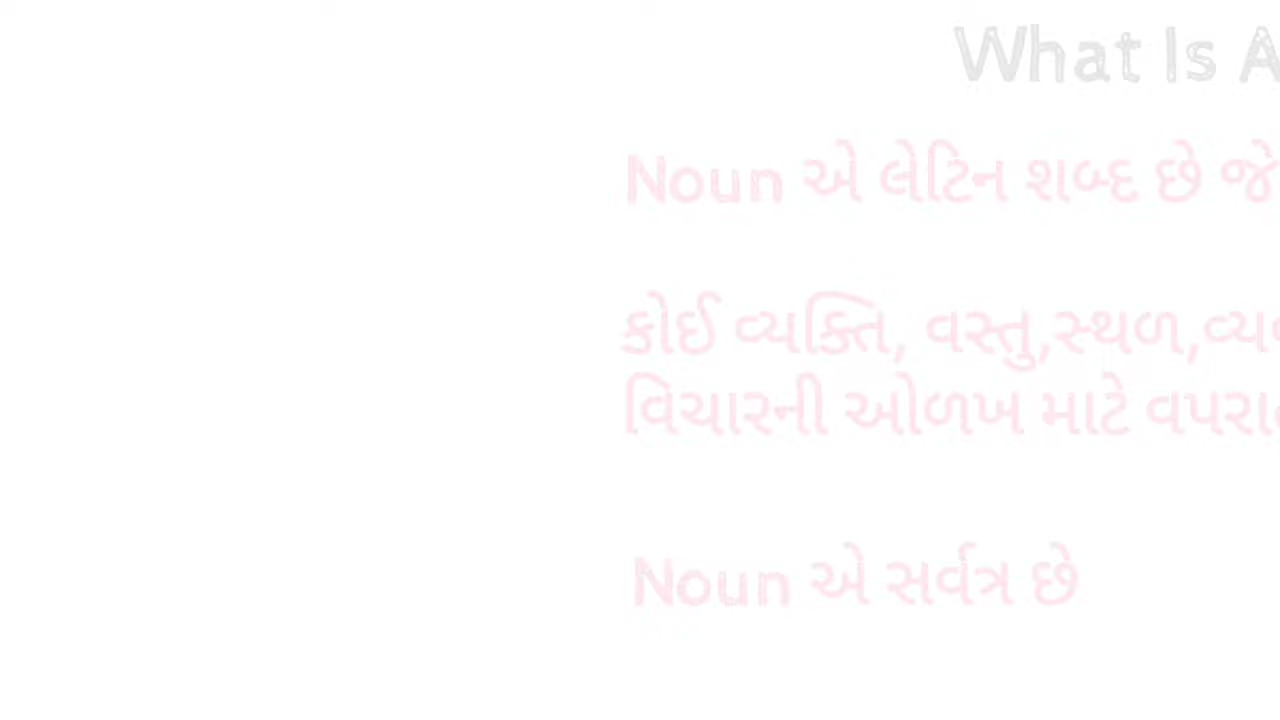 What Is A
Noun એ લેટિન શબ્દ છે જે
કોઈ વ્યક્તિ, વસ્તુ,સ્થળ,
વિચારની ઓળખ માટે
Noun એ સર્વત્ર છે